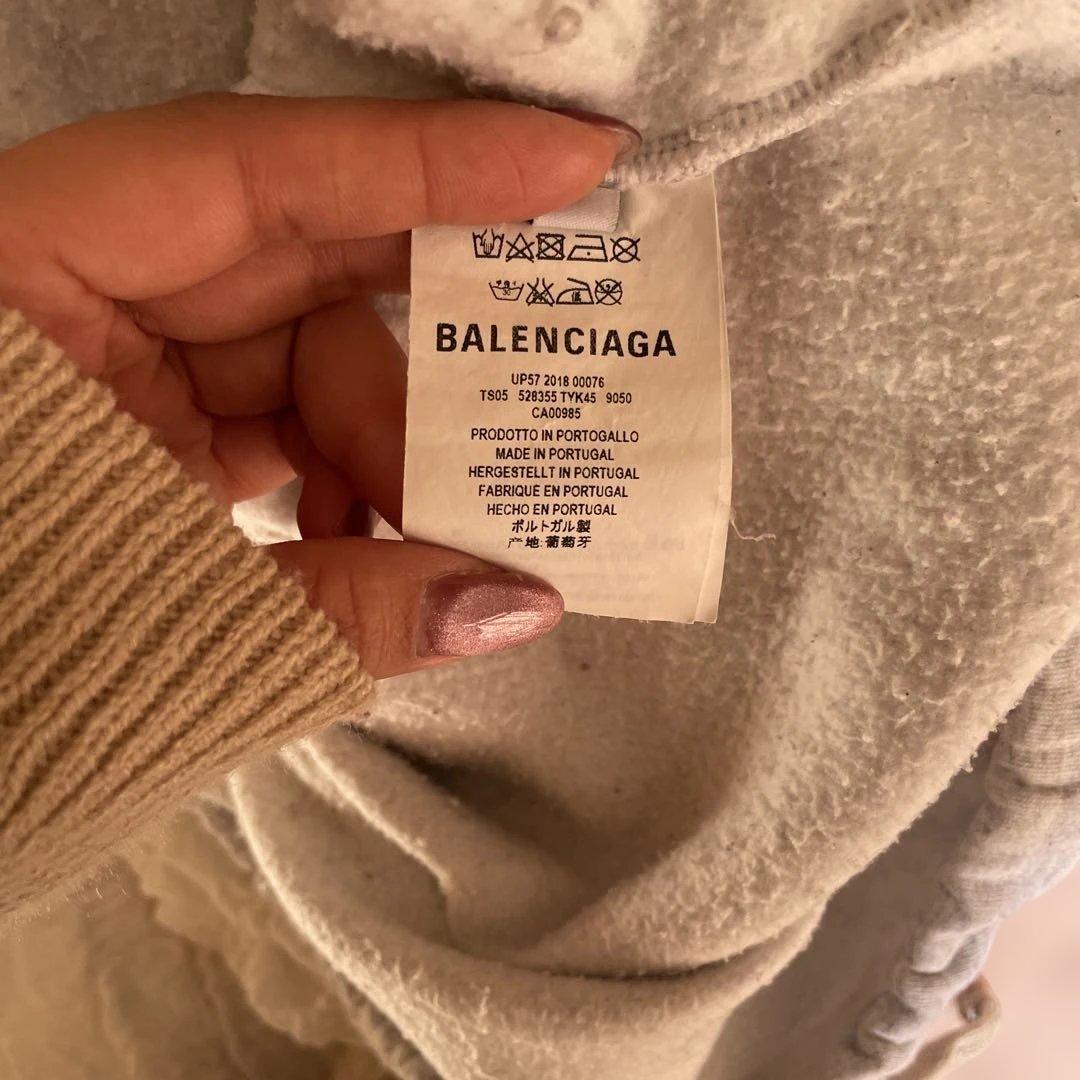 BALENCIAGA
UP57 2018 00076
TS05 528355 TYK45 9050
CA00985
PRODOTTO IN PORTOGALLO
MADE IN PORTUGAL
HERGESTELLT IN PORTUGAL
FABRIQUE EN PORTUGAL
HECHO EN PORTUGAL
ポルトガル製
产地:葡萄牙